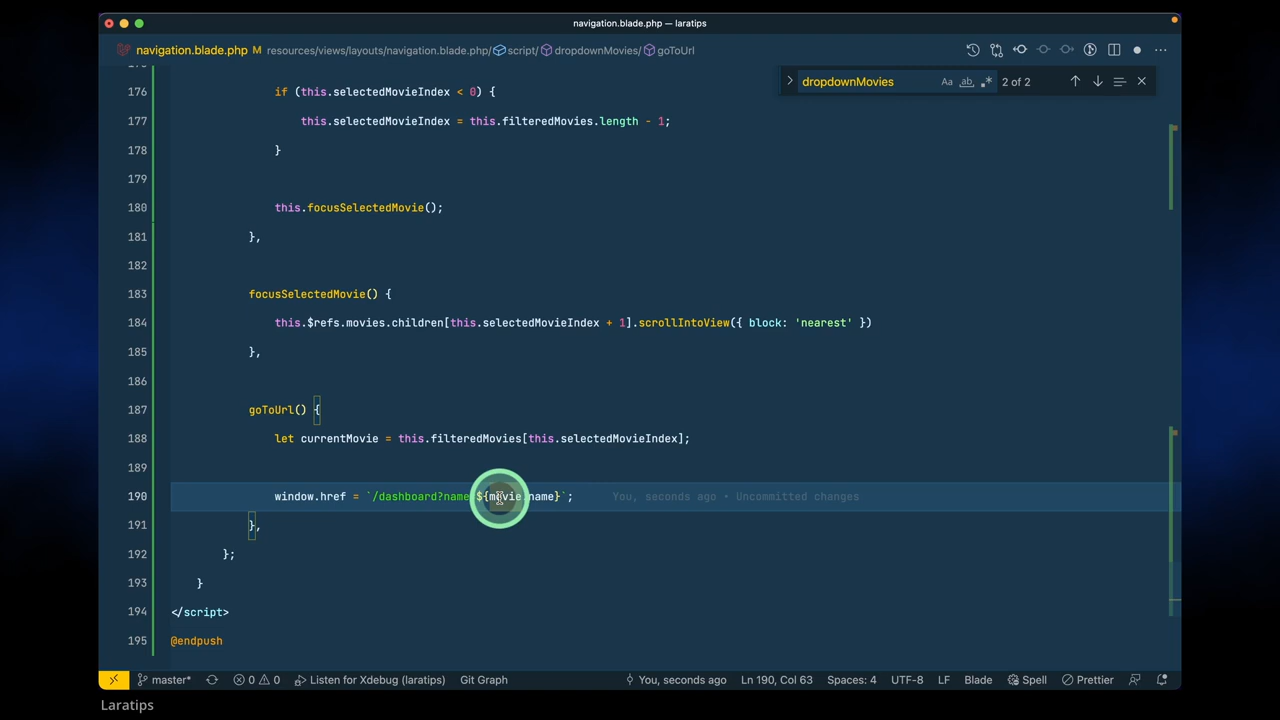 navigation.blade.php — laratips
navigation.blade.php M resources/views/layouts/navigation.blade.php/ script/ dropdownMovies/ goToUrl
dropdownMovies Aa ab .* 2 of 2
176 if (this.selectedMovieIndex < 0) {
177 this.selectedMovieIndex = this.filteredMovies.length - 1;
178 }
179
180 this.focusSelectedMovie();
181 },
182
183 focusSelectedMovie() {
184 this.$refs.movies.children[this.selectedMovieIndex + 1].scrollIntoView({ block: 'nearest' })
185 },
186
187 goToUrl() {
188 let currentMovie = this.filteredMovies[this.selectedMovieIndex];
189
190 window.href = `/dashboard?name=${movie.name}`; You, seconds ago • Uncommitted changes
191 },
192 };
193 }
194 </script>
195 @endpush
master* 0 0 Listen for Xdebug (laratips) Git Graph You, seconds ago Ln 190, Col 63 Spaces: 4 UTF-8 LF Blade Spell Prettier
Laratips